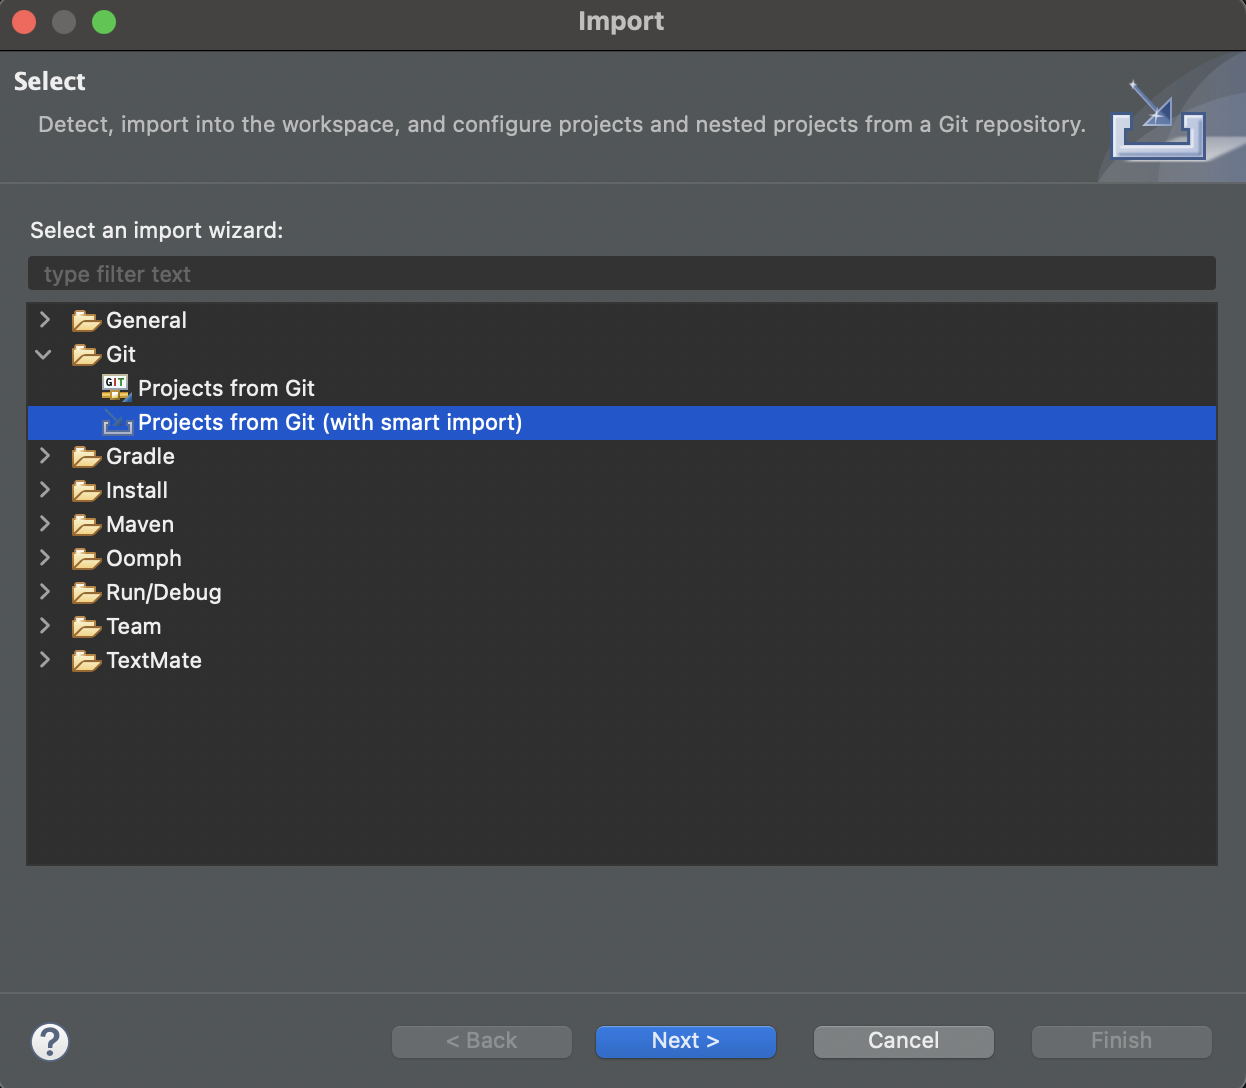 Import
Select
Detect, import into the workspace, and configure projects and nested projects from a Git repository.
Select an import wizard:
type filter text
General
Git
GIT Projects from Git
Projects from Git (with smart import)
Gradle
Install
Maven
Oomph
Run/Debug
Team
TextMate
? < Back Next > Cancel Finish